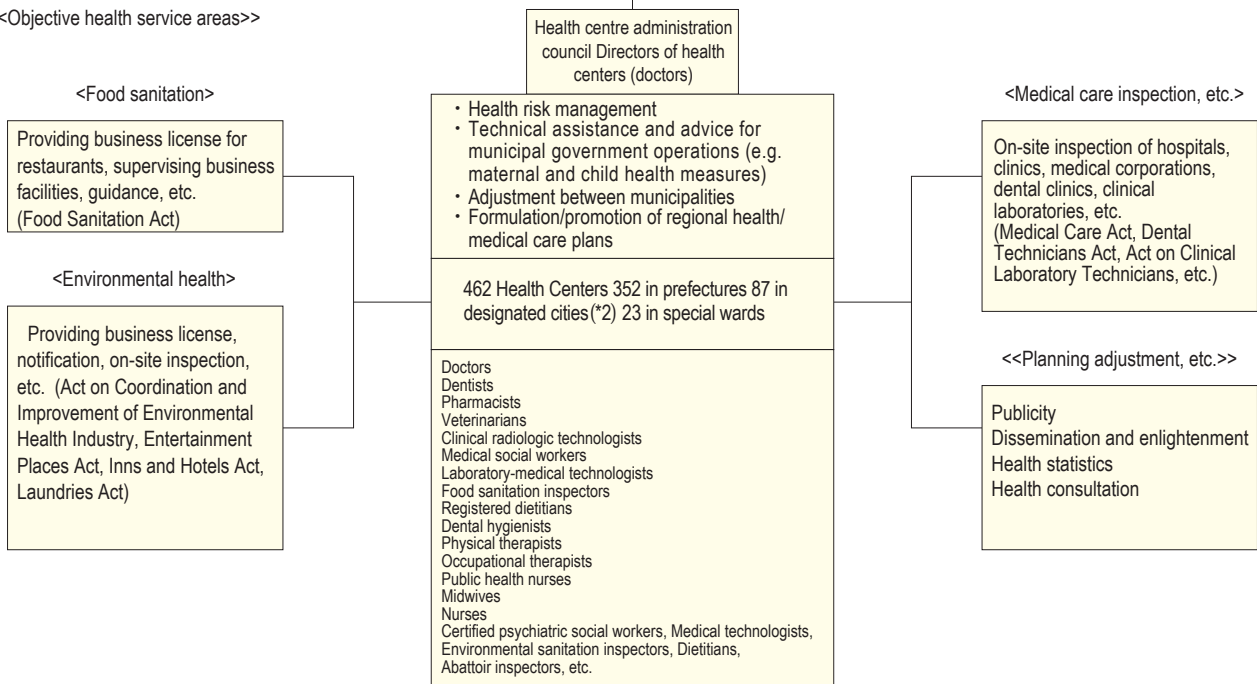 <Objective health service areas>>
Health centre administration
council Directors of health
centers (doctors)
<Food sanitation>
Providing business license for
restaurants, supervising business
facilities, guidance, etc.
(Food Sanitation Act)
<Environmental health>
Providing business license,
notification, on-site inspection,
etc. (Act on Coordination and
Improvement of Environmental
Health Industry, Entertainment
Places Act, Inns and Hotels Act,
Laundries Act)
・Health risk management
・Technical assistance and advice for
municipal government operations (e.g.
maternal and child health measures)
・Adjustment between municipalities
・Formulation/promotion of regional health/
medical care plans
462 Health Centers 352 in prefectures 87 in
designated cities(*2) 23 in special wards
Doctors
Dentists
Pharmacists
Veterinarians
Clinical radiologic technologists
Medical social workers
Laboratory-medical technologists
Food sanitation inspectors
Registered dietitians
Dental hygienists
Physical therapists
Occupational therapists
Public health nurses
Midwives
Nurses
Certified psychiatric social workers, Medical technologists,
Environmental sanitation inspectors, Dietitians,
Abattoir inspectors, etc.
<Medical care inspection, etc.>
On-site inspection of hospitals,
clinics, medical corporations,
dental clinics, clinical
laboratories, etc.
(Medical Care Act, Dental
Technicians Act, Act on Clinical
Laboratory Technicians, etc.)
<<Planning adjustment, etc.>>
Publicity
Dissemination and enlightenment
Health statistics
Health consultation